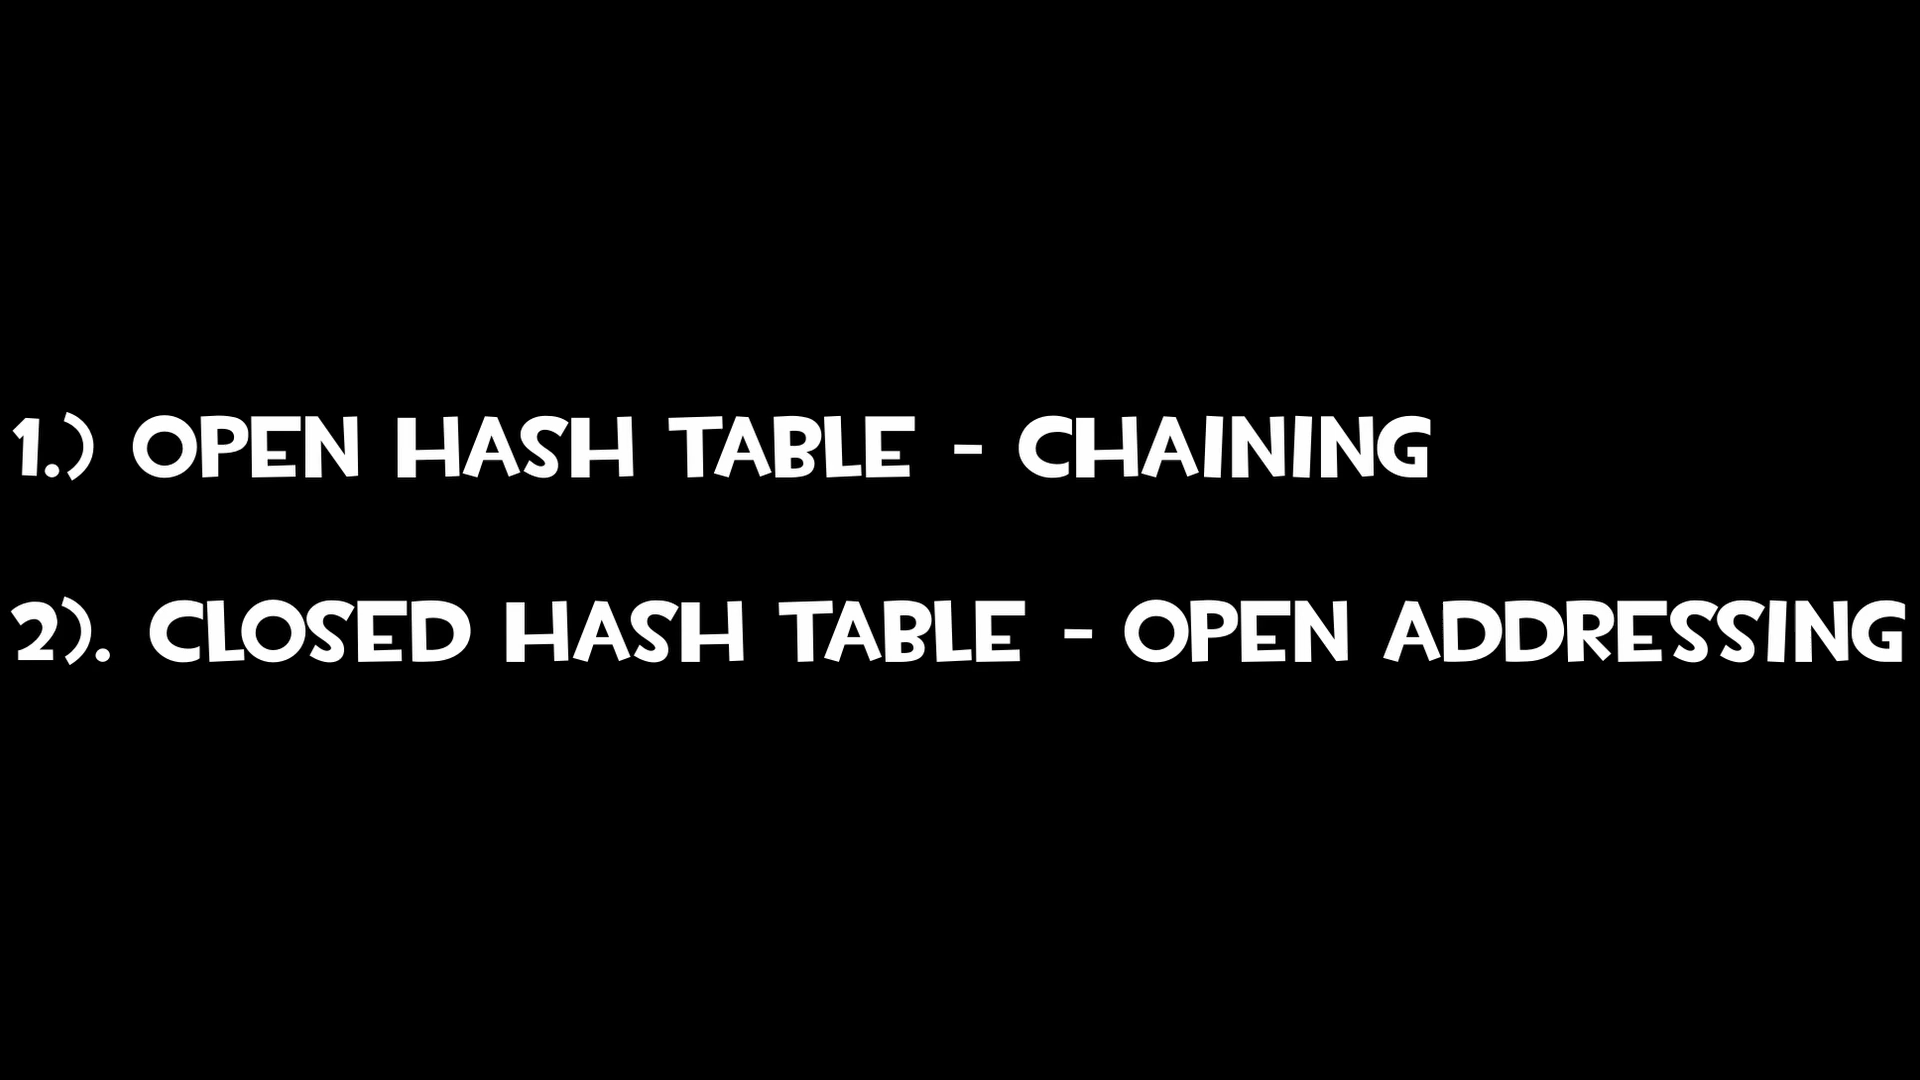 1.) OPEN HASH TABLE - CHAINING
2). CLOSED HASH TABLE - OPEN ADDRESSING